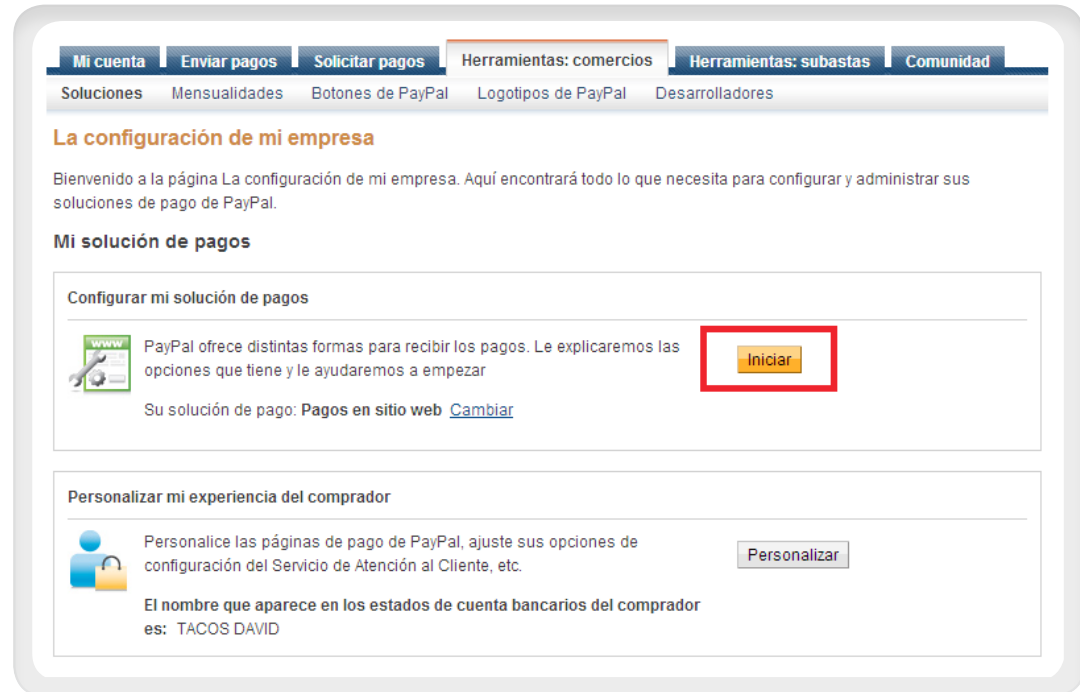 Mi cuenta Enviar pagos Solicitar pagos Herramientas: comercios Herramientas: subastas Comunidad
Soluciones Mensualidades Botones de PayPal Logotipos de PayPal Desarrolladores
La configuración de mi empresa
Bienvenido a la página La configuración de mi empresa. Aquí encontrará todo lo que necesita para configurar y administrar sus
soluciones de pago de PayPal.
Mi solución de pagos
Configurar mi solución de pagos
www
PayPal ofrece distintas formas para recibir los pagos. Le explicaremos las
opciones que tiene y le ayudaremos a empezar
Iniciar
Su solución de pago: Pagos en sitio web Cambiar
Personalizar mi experiencia del comprador
Personalice las páginas de pago de PayPal, ajuste sus opciones de
configuración del Servicio de Atención al Cliente, etc.
Personalizar
El nombre que aparece en los estados de cuenta bancarios del comprador
es: TACOS DAVID